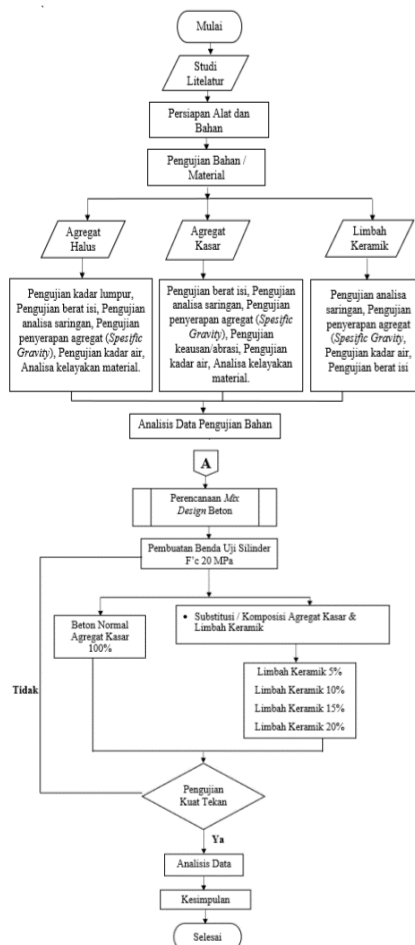 Mulai
Studi
Litelatur
Persiapan Alat dan
Bahan
Pengujian Bahan /
Material
Agregat
Halus
Agregat
Kasar
Limbah
Keramik
Pengujian kadar lumpur,
Pengujian berat isi, Pengujian
analisa saringan, Pengujian
penyerapan agregat (Spesific
Gravity), Pengujian kadar air,
Analisa kelayakan material.
Pengujian berat isi, Pengujian
analisa saringan, Pengujian
penyerapan agregat (Spesific
Gravity), Pengujian
keausan/abrasi, Pengujian
kadar air, Analisa kelayakan
material.
Pengujian analisa
saringan, Pengujian
penyerapan agregat
(Spesific Gravity,
Pengujian kadar air,
Pengujian berat isi
Analisis Data Pengujian Bahan
A
Perencanaan Mix
Design Beton
Pembuatan Benda Uji Silinder
F'c 20 MPa
Beton Normal
Agregat Kasar
100%
• Substitusi / Komposisi Agregat Kasar &
Limbah Keramik
Limbah Keramik 5%
Limbah Keramik 10%
Limbah Keramik 15%
Limbah Keramik 20%
Tidak
Pengujian
Kuat Tekan
Ya
Analisis Data
Kesimpulan
Selesai